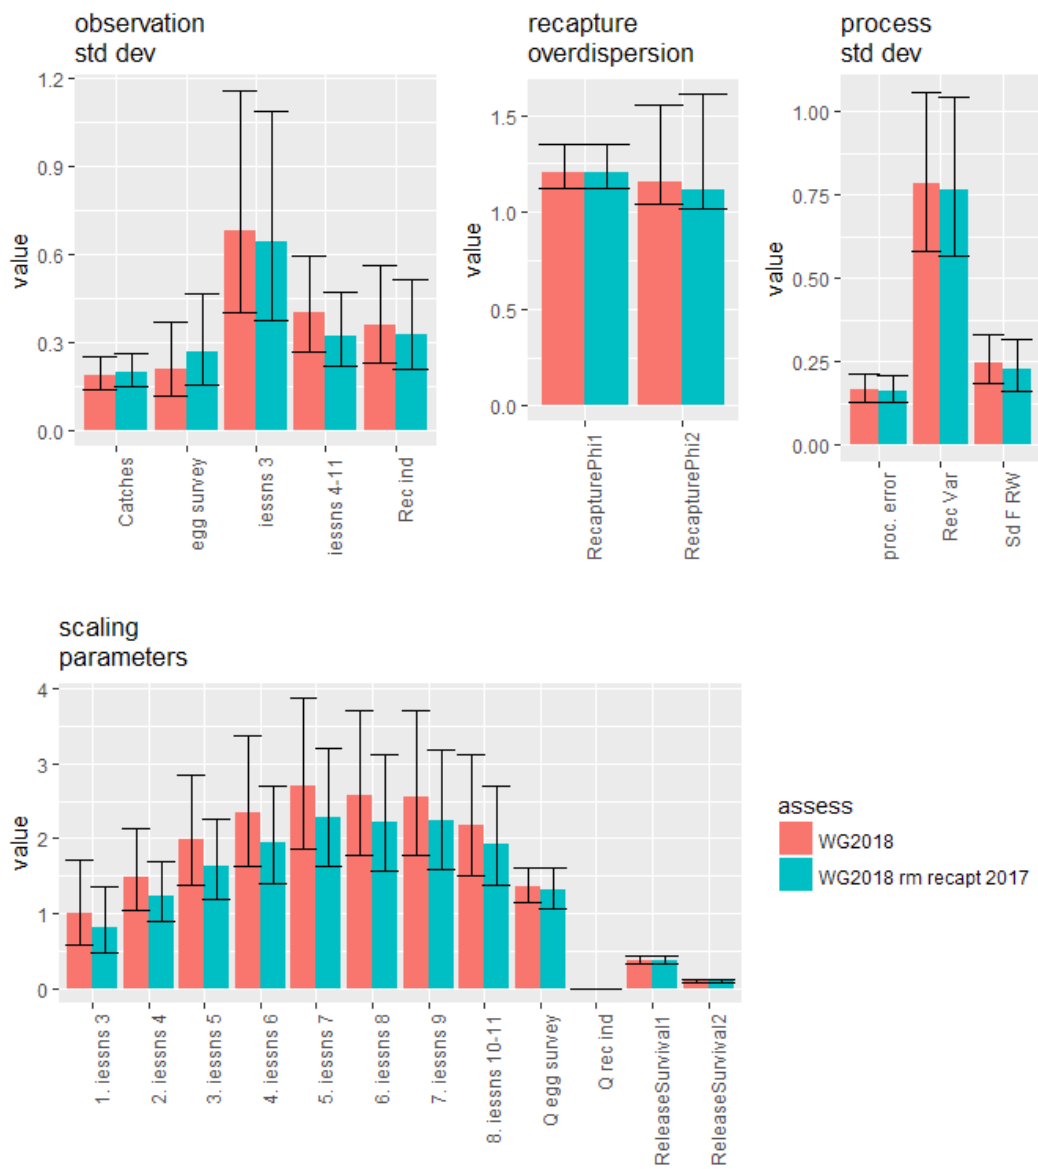 observation
std dev
value
1.2
0.9
0.6
0.3
0.0
Catches
egg survey
iessns 3
iessns 4-11
Rec ind
recapture
overdispersion
value
1.5
1.0
0.5
0.0
RecapturePhi1
RecapturePhi2
process
std dev
value
1.00
0.75
0.50
0.25
0.00
proc. error
Rec Var
Sd F RW
scaling
parameters
value
4
3
2
1
0
1. iessns 3
2. iessns 4
3. iessns 5
4. iessns 6
5. iessns 7
6. iessns 8
7. iessns 9
8. iessns 10-11
Q egg survey
Q rec ind
ReleaseSurvival1
ReleaseSurvival2
assess
WG2018
WG2018 rm recapt 2017